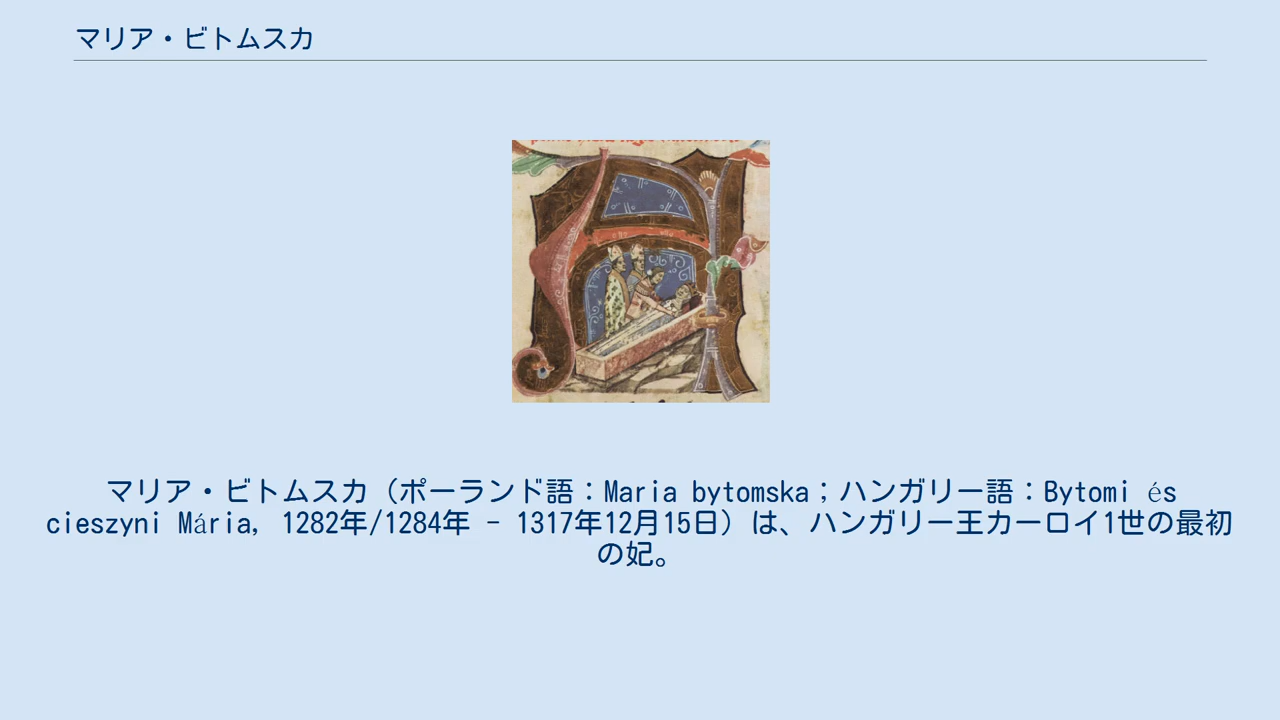 マリア・ビトムスカ
マリア・ビトムスカ（ポーランド語：Maria bytomska；ハンガリー語：Bytomi és
cieszyni Mária, 1282年/1284年 - 1317年12月15日）は、ハンガリー王カーロイ1世の最初
の妃。